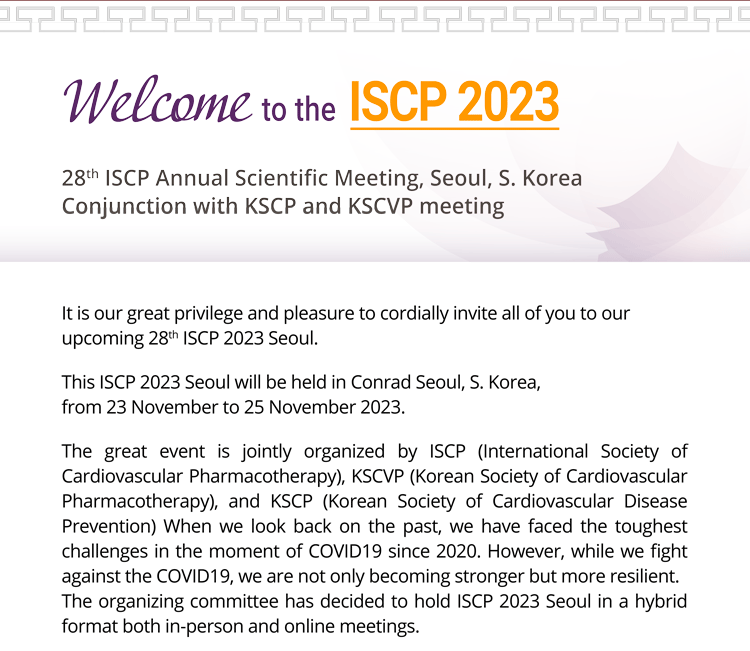 Welcome to the ISCP 2023
28th ISCP Annual Scientific Meeting, Seoul, S. Korea
Conjunction with KSCP and KSCVP meeting
It is our great privilege and pleasure to cordially invite all of you to our
upcoming 28th ISCP 2023 Seoul.
This ISCP 2023 Seoul will be held in Conrad Seoul, S. Korea,
from 23 November to 25 November 2023.
The great event is jointly organized by ISCP (International Society of
Cardiovascular Pharmacotherapy), KSCVP (Korean Society of Cardiovascular
Pharmacotherapy), and KSCP (Korean Society of Cardiovascular Disease
Prevention) When we look back on the past, we have faced the toughest
challenges in the moment of COVID19 since 2020. However, while we fight
against the COVID19, we are not only becoming stronger but more resilient.
The organizing committee has decided to hold ISCP 2023 Seoul in a hybrid
format both in-person and online meetings.